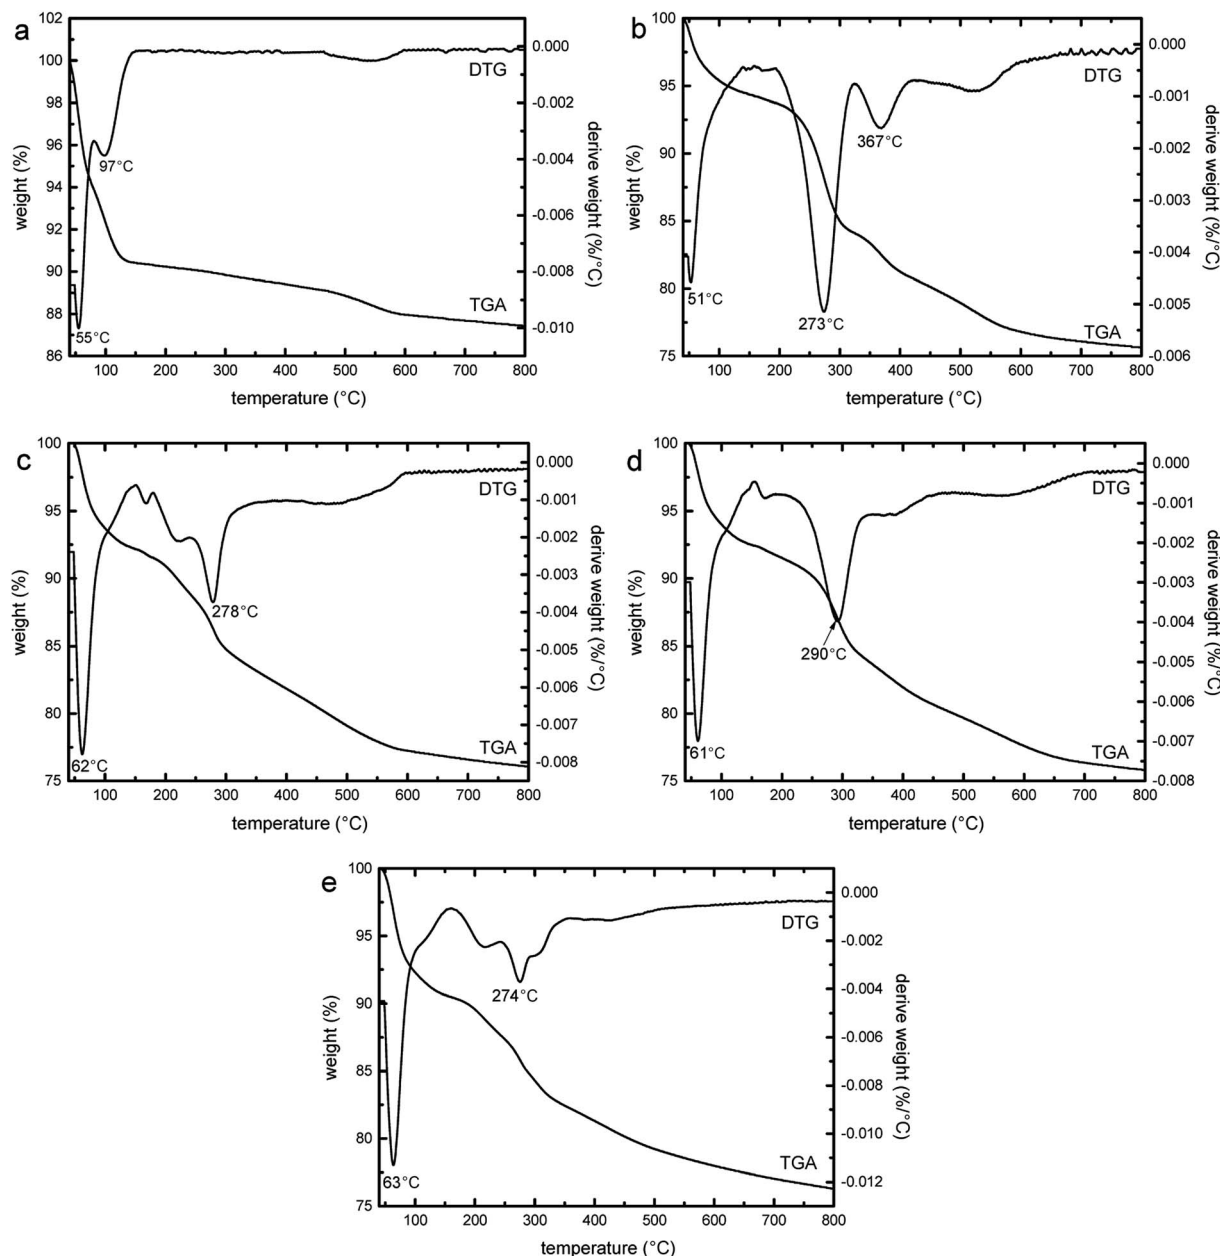 a
102
100
98
96
94
92
90
88
86
weight (%)
0.000
-0.002
-0.004
-0.006
-0.008
-0.010
derive weight (%/°C)
DTG
97°C
55°C
TGA
100 200 300 400 500 600 700 800
temperature (°C)
b
100
95
90
85
80
75
weight (%)
0.000
-0.001
-0.002
-0.003
-0.004
-0.005
-0.006
derive weight (%/°C)
DTG
367°C
51°C
273°C
TGA
100 200 300 400 500 600 700 800
temperature (°C)
c
100
95
90
85
80
75
weight (%)
0.000
-0.001
-0.002
-0.003
-0.004
-0.005
-0.006
-0.007
-0.008
derive weight (%/°C)
DTG
278°C
62°C
TGA
100 200 300 400 500 600 700 800
temperature (°C)
d
100
95
90
85
80
75
weight (%)
0.000
-0.001
-0.002
-0.003
-0.004
-0.005
-0.006
-0.007
-0.008
derive weight (%/°C)
DTG
290°C
61°C
TGA
100 200 300 400 500 600 700 800
temperature (°C)
e
100
95
90
85
80
75
weight (%)
0.000
-0.002
-0.004
-0.006
-0.008
-0.010
-0.012
derive weight (%/°C)
DTG
274°C
63°C
TGA
100 200 300 400 500 600 700 800
temperature (°C)